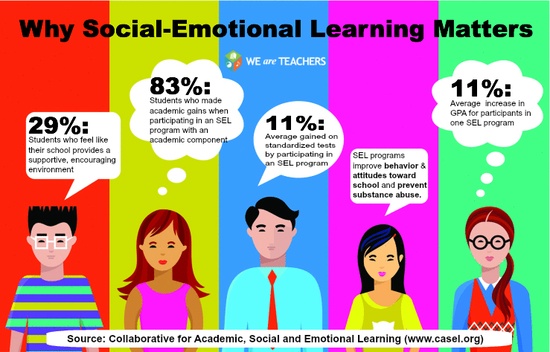 Why Social-Emotional Learning Matters
WE are TEACHERS
29%:
Students who feel like
their school provides a
supportive, encouraging
environment
83%:
Students who made
academic gains when
participating in an SEL
program with an
academic component
11%:
Average gained on
standardized tests
by participating in
an SEL program
SEL programs
improve behavior &
attitudes toward
school and prevent
substance abuse.
11%:
Average increase in
GPA for participants in
one SEL program
Source: Collaborative for Academic, Social and Emotional Learning (www.casel.org)